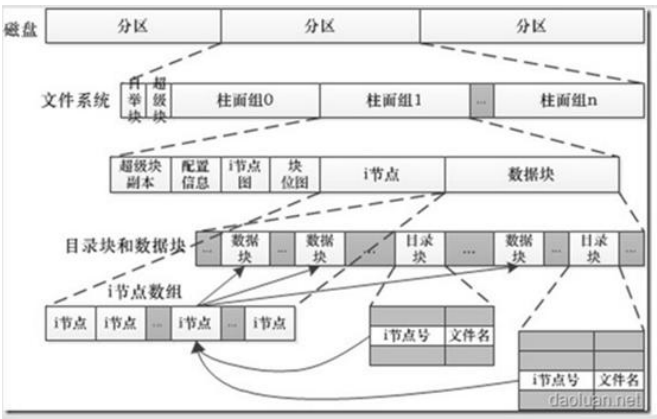 磁盘 分区 分区 分区
文件系统 自举块 超级块 柱面组0 柱面组1 ... 柱面组n
超级块副本 配置信息 i节点图 块位图 i节点 数据块
目录块和数据块 ... 数据块 ... 数据块 ... 目录块 ... 数据块 ... 目录块 ...
i节点数组
i节点 i节点 ... i节点 ... i节点
i节点号 文件名
i节点号 文件名
daoluan.net